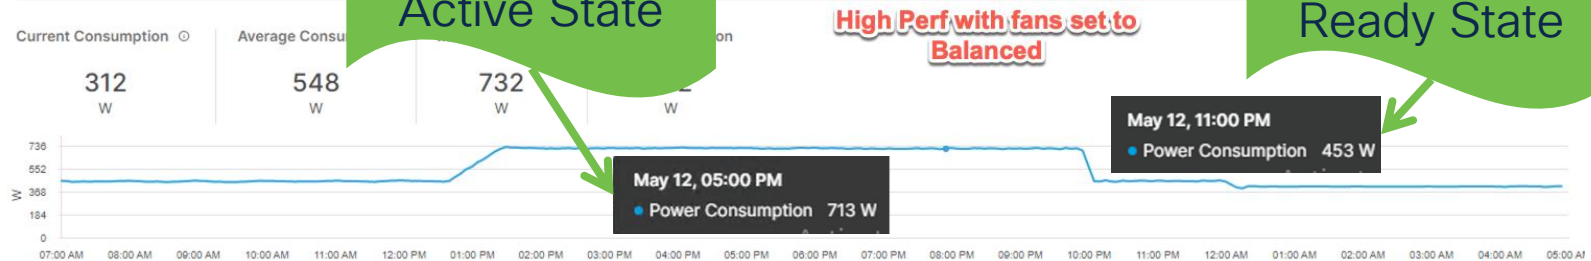 Active State
High Perf with fans set to
Balanced
Ready State
Current Consumption
Average
on
312
W
548
W
732
W
W
May 12, 11:00 PM
Power Consumption 453 W
May 12, 05:00 PM
Power Consumption 713 W
736
552
368
184
0
W
07:00 AM 08:00 AM 09:00 AM 10:00 AM 11:00 AM 12:00 PM 01:00 PM 02:00 PM 03:00 PM 04:00 PM 05:00 PM 06:00 PM 07:00 PM 08:00 PM 09:00 PM 10:00 PM 11:00 PM 12:00 AM 01:00 AM 02:00 AM 03:00 AM 04:00 AM 05:00